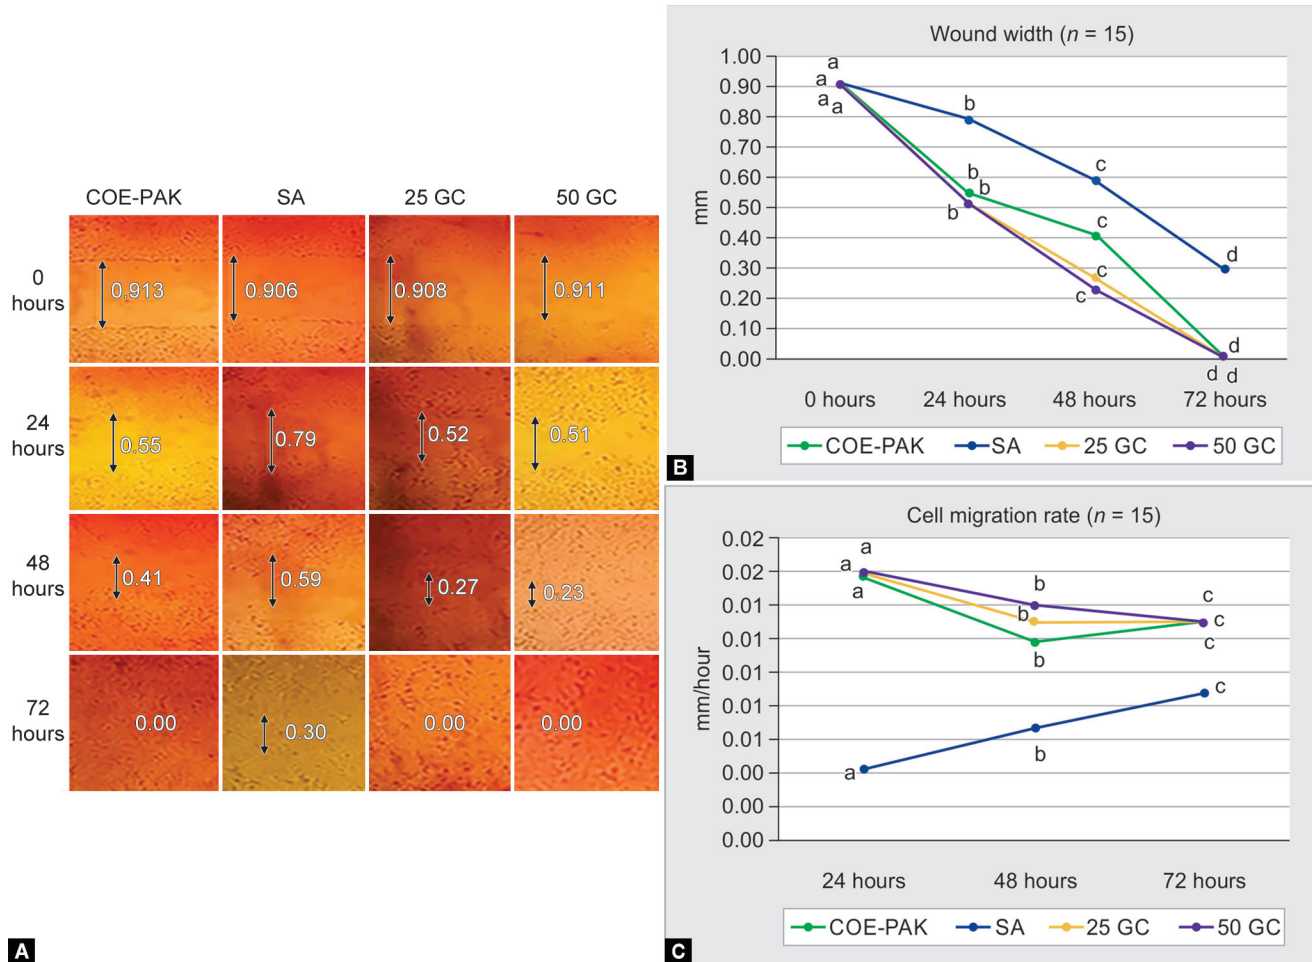 COE-PAK SA 25 GC 50 GC
0 hours
0.913 0.906 0.908 0.911
24 hours
0.55 0.79 0.52 0.51
48 hours
0.41 0.59 0.27 0.23
72 hours
0.00 0.30 0.00 0.00
A
Wound width (n = 15)
mm
1.00
0.90
0.80
0.70
0.60
0.50
0.40
0.30
0.20
0.10
0.00
a
a
a a
b
b
b
b
c
c
c
c
d
d
d d
0 hours 24 hours 48 hours 72 hours
COE-PAK SA 25 GC 50 GC
B
Cell migration rate (n = 15)
mm/hour
0.02
0.02
0.01
0.01
0.01
0.01
0.01
0.00
0.00
0.00
a
a
a
b
b
b
c
c
c
c
a
b
24 hours 48 hours 72 hours
COE-PAK SA 25 GC 50 GC
C